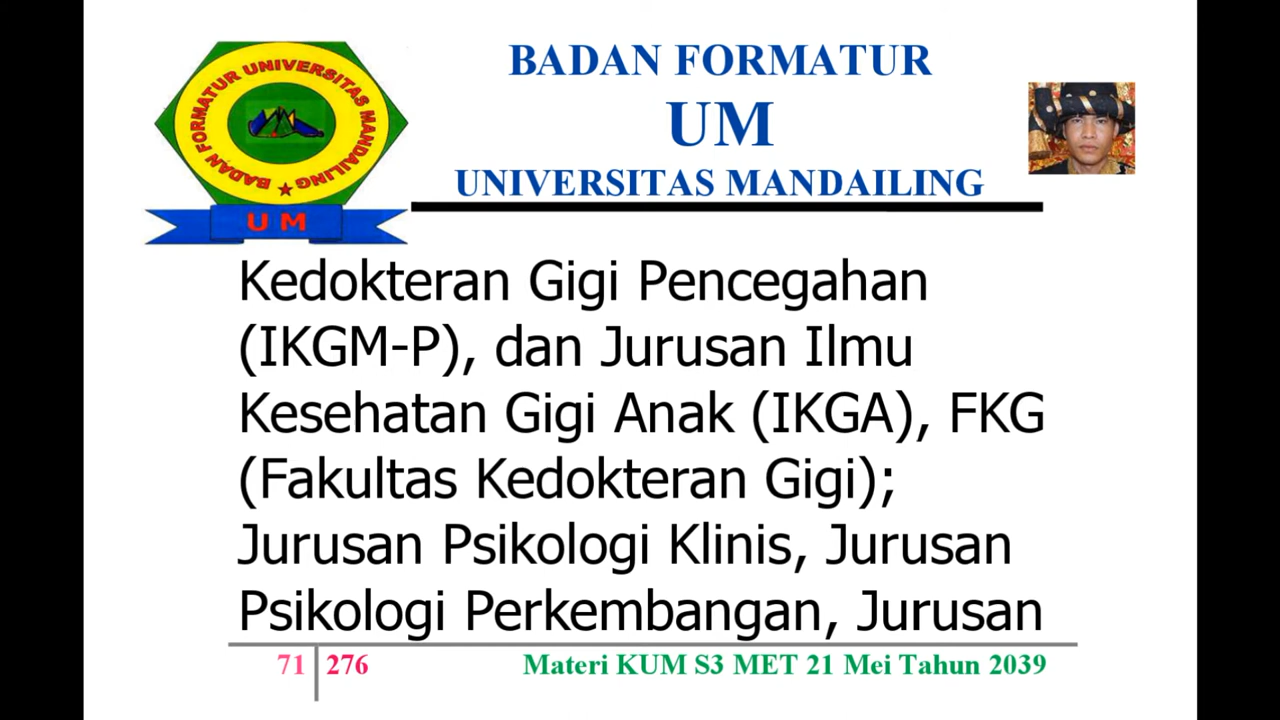 BADAN FORMATUR UNIVERSITAS MANDAILING
U M
BADAN FORMATUR
UM
UNIVERSITAS MANDAILING
Kedokteran Gigi Pencegahan
(IKGM-P), dan Jurusan Ilmu
Kesehatan Gigi Anak (IKGA), FKG
(Fakultas Kedokteran Gigi);
Jurusan Psikologi Klinis, Jurusan
Psikologi Perkembangan, Jurusan
71 276 Materi KUM S3 MET 21 Mei Tahun 2039